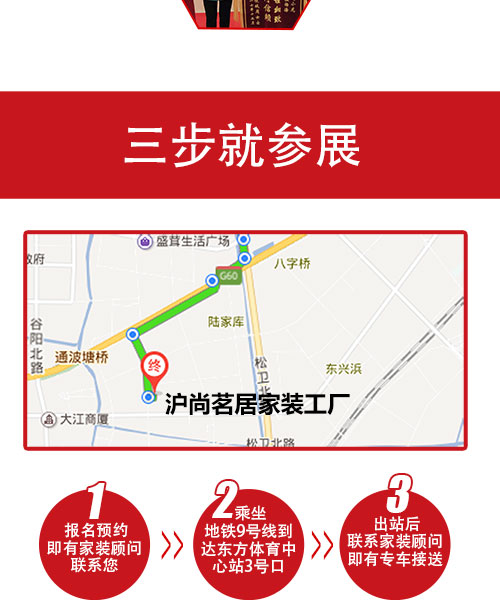 三步就参展
盛茸生活广场
政府
八字桥
G60
谷阳北路
陆家库
通波塘桥
终
松卫北
东兴浜
沪尚茗居家装工厂
大江商厦
松卫北路
1
报名预约
即有家装顾问
联系您
2乘坐
地铁9号线到
达东方体育中
心站3号口
3
出站后
联系家装顾问
即有专车接送